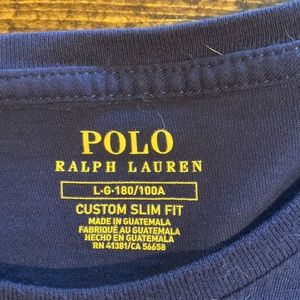 POLO
RALPH LAUREN
L•G•180/100A
CUSTOM SLIM FIT
MADE IN GUATEMALA
FABRIQUÉ AU GUATEMALA
HECHO EN GUATEMALA
RN 41381/CA 56658